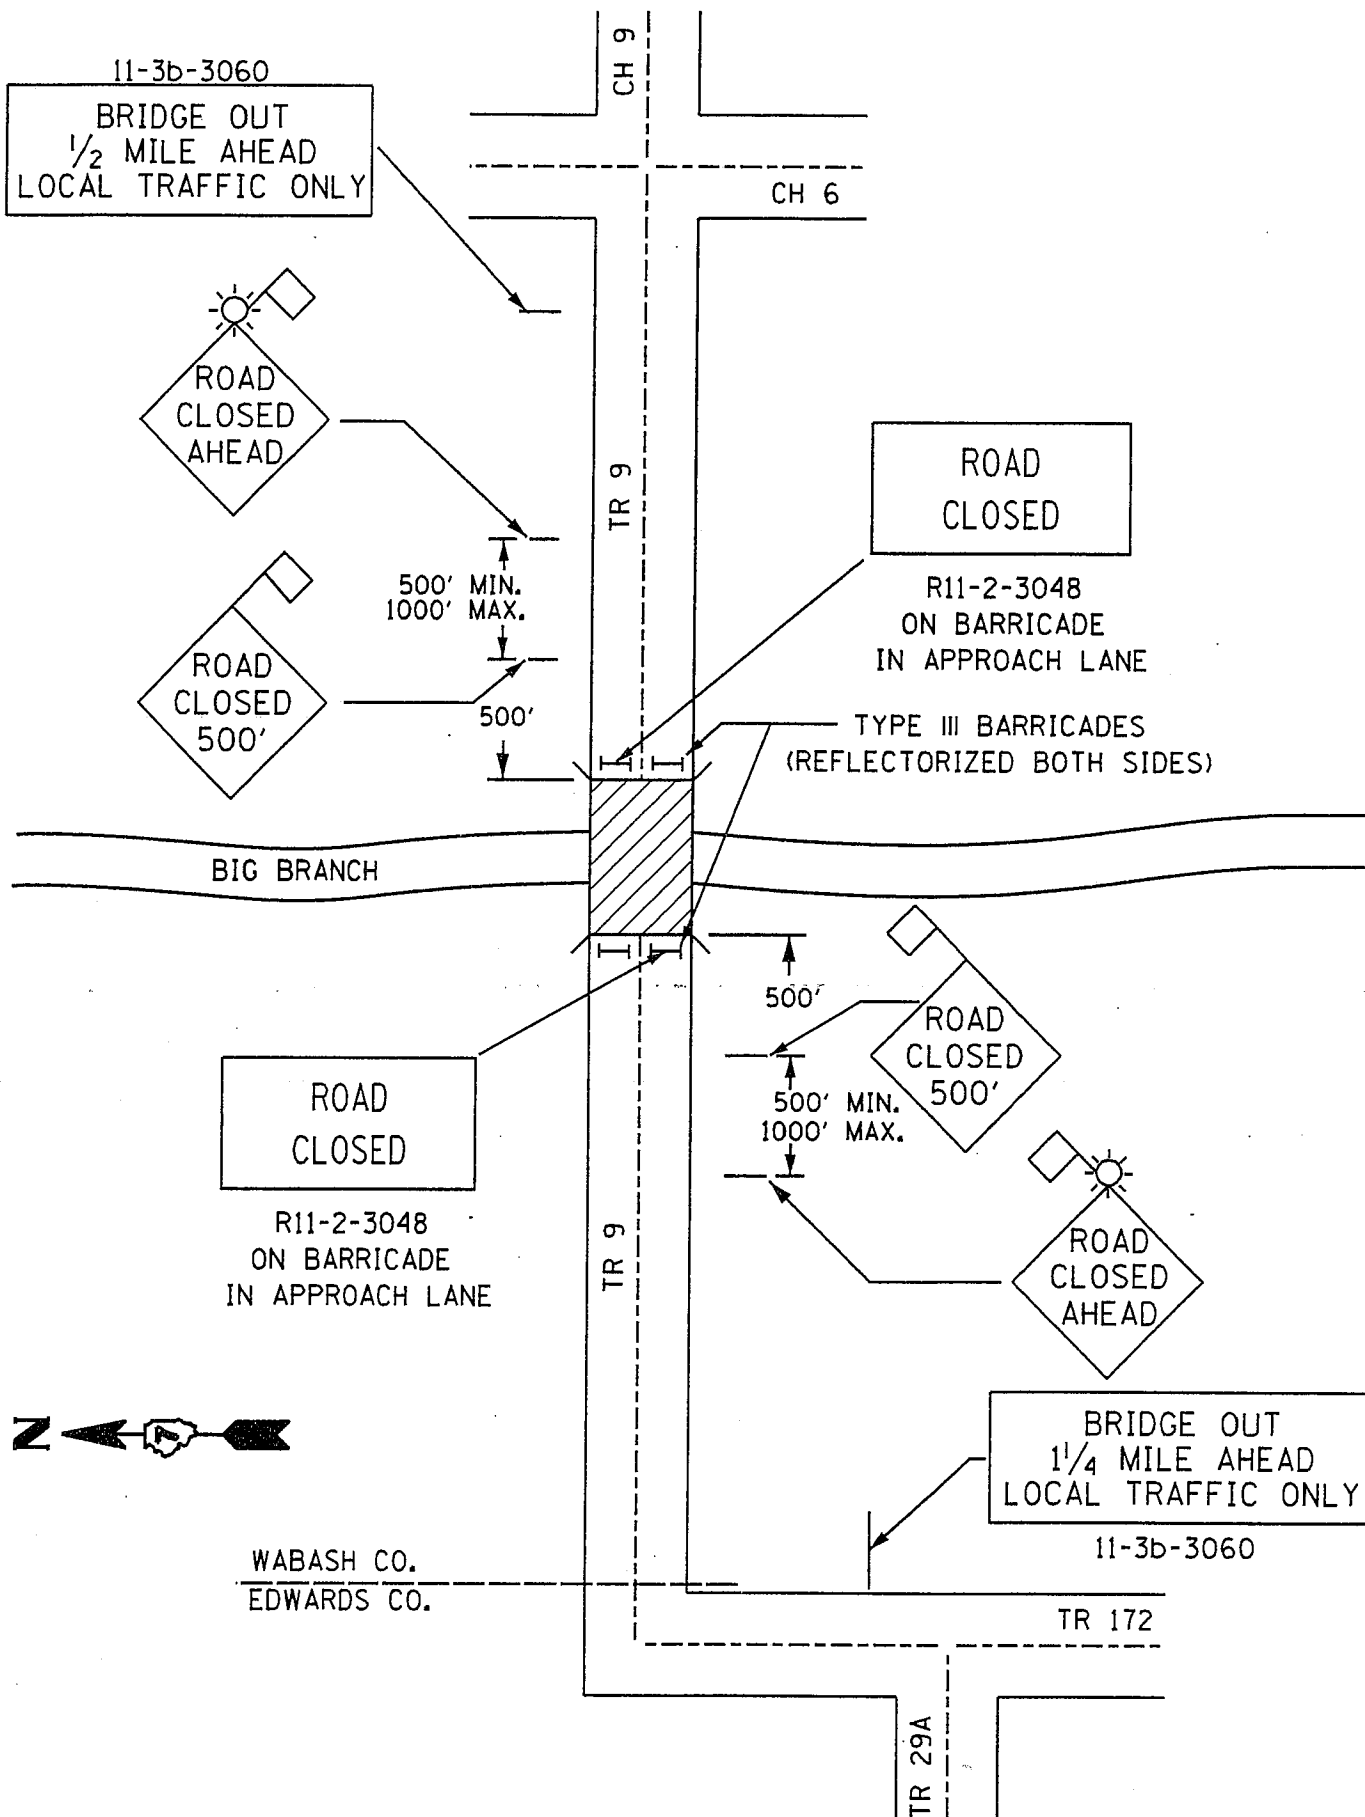 CH 9
11-3b-3060
BRIDGE OUT
1/2 MILE AHEAD
LOCAL TRAFFIC ONLY
CH 6
ROAD
CLOSED
AHEAD
TR 9
ROAD
CLOSED
R11-2-3048
ON BARRICADE
IN APPROACH LANE
500' MIN.
1000' MAX.
ROAD
CLOSED
500'
500'
TYPE III BARRICADES
(REFLECTORIZED BOTH SIDES)
BIG BRANCH
500'
ROAD
CLOSED
500'
500' MIN.
1000' MAX.
ROAD
CLOSED
R11-2-3048
ON BARRICADE
IN APPROACH LANE
TR 9
ROAD
CLOSED
AHEAD
N
7
BRIDGE OUT
1 1/4 MILE AHEAD
LOCAL TRAFFIC ONLY
11-3b-3060
WABASH CO.
EDWARDS CO.
TR 172
TR 29A